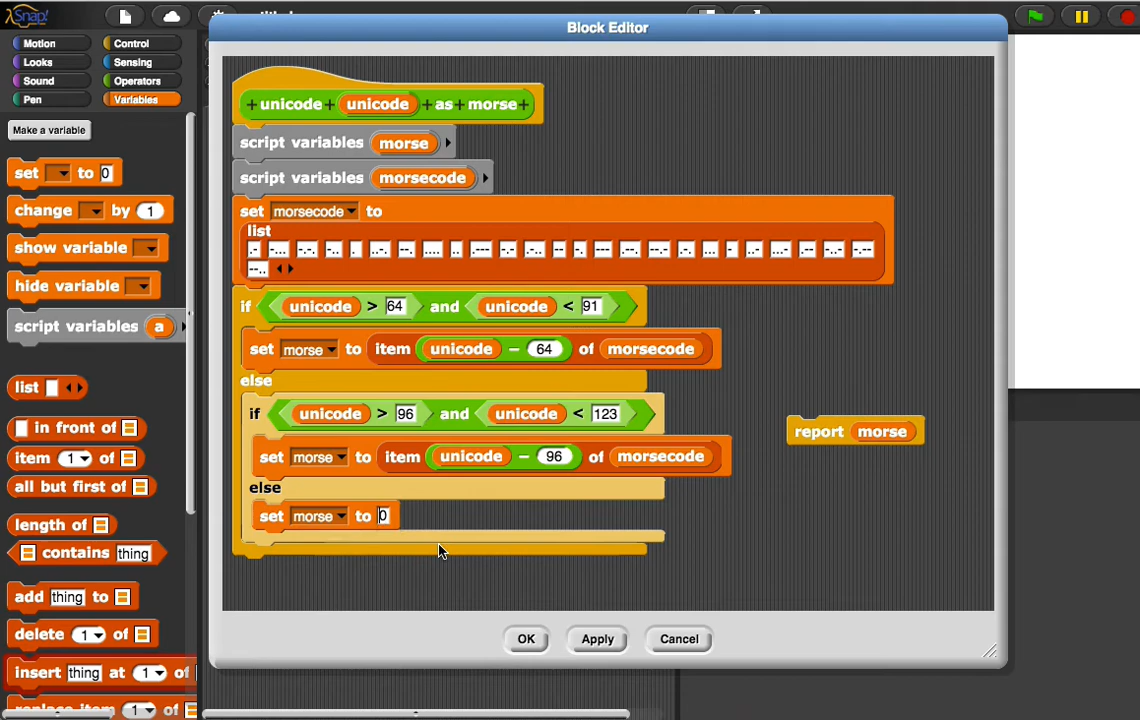 Snap!
Block Editor
Motion Control
Looks Sensing
Sound Operators
Pen Variables
Make a variable
set to 0
change by 1
show variable
hide variable
script variables a
list
in front of
item 1 of
all but first of
length of
contains thing
add thing to
delete 1 of
insert thing at 1 of
+ unicode + unicode + as + morse +
script variables morse
script variables morsecode
set morsecode to
list
.- -... -.-. -.. . ..-. --. .... .. .--- -.- .-.. -- -. --- .--. --.- .-. ... - ..- ...- .-- -..- -.--
--..
if unicode > 64 and unicode < 91
set morse to item unicode - 64 of morsecode
else
if unicode > 96 and unicode < 123
set morse to item unicode - 96 of morsecode
else
set morse to 0
report morse
OK Apply Cancel